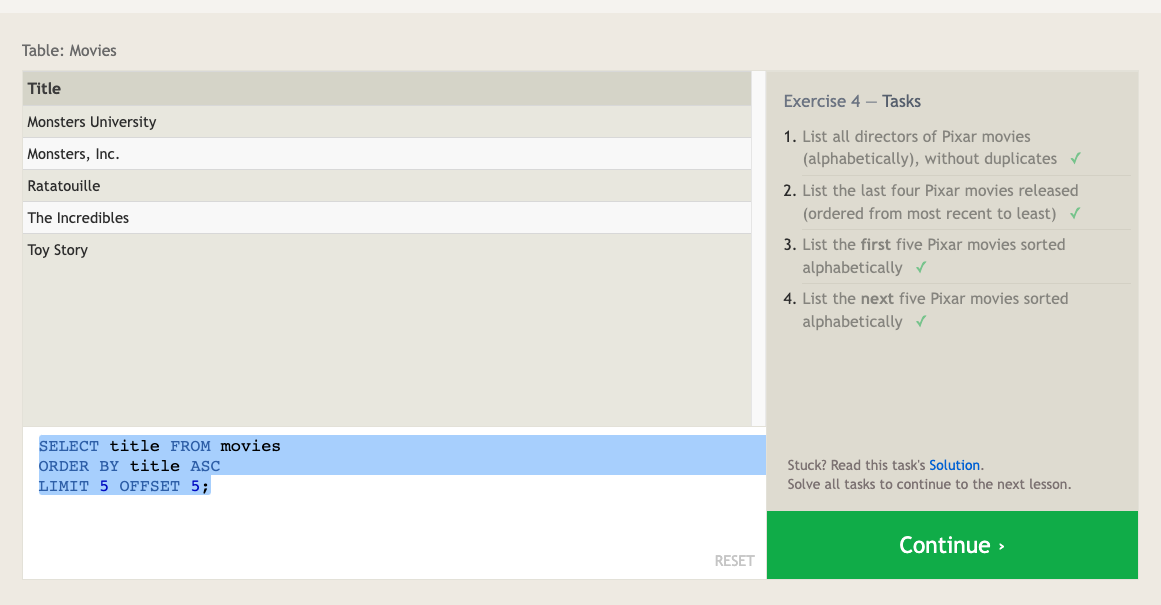 Table: Movies
Title
Monsters University
Monsters, Inc.
Ratatouille
The Incredibles
Toy Story
SELECT title FROM movies
ORDER BY title ASC
LIMIT 5 OFFSET 5;
RESET
Exercise 4 — Tasks
1. List all directors of Pixar movies
(alphabetically), without duplicates ✓
2. List the last four Pixar movies released
(ordered from most recent to least) ✓
3. List the first five Pixar movies sorted
alphabetically ✓
4. List the next five Pixar movies sorted
alphabetically ✓
Stuck? Read this task's Solution.
Solve all tasks to continue to the next lesson.
Continue ›